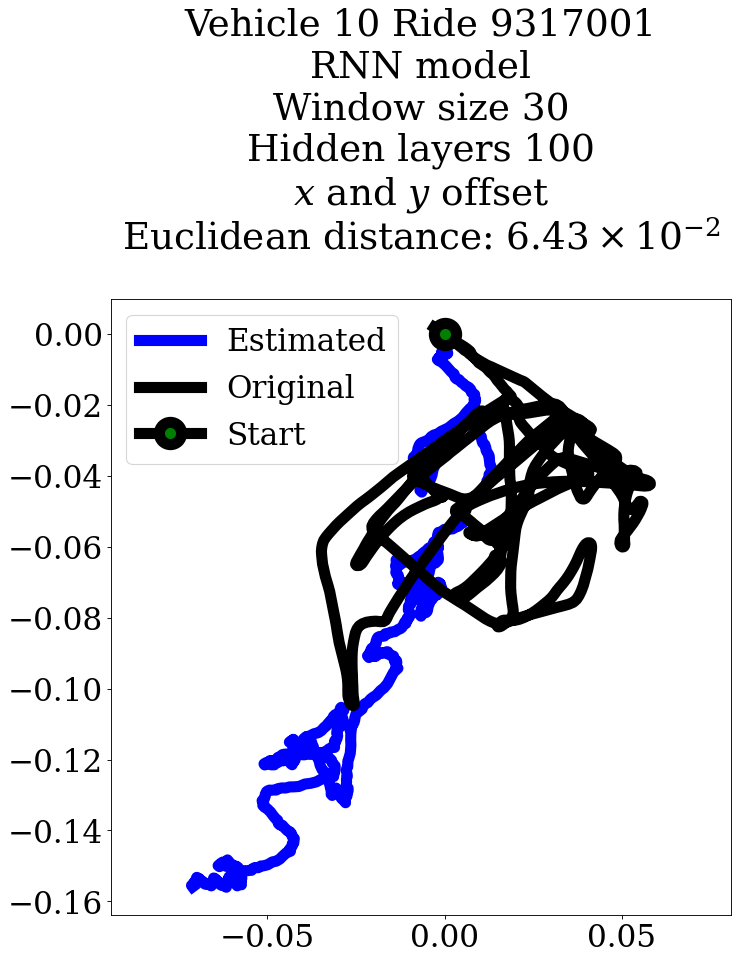 Vehicle 10 Ride 9317001
RNN model
Window size 30
Hidden layers 100
x and y offset
Euclidean distance: 6.43 × 10⁻²
Estimated
Original
Start
0.00
−0.02
−0.04
−0.06
−0.08
−0.10
−0.12
−0.14
−0.16
−0.05
0.00
0.05